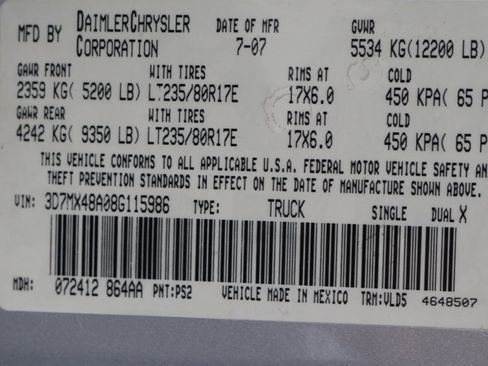 MFD BY DAIMLERCHRYSLER CORPORATION DATE OF MFR 7-07 GVWR 5534 KG(12200 LB)
GAWR FRONT WITH TIRES RIMS AT COLD
2359 KG( 5200 LB) LT235/80R17E 17X6.0 450 KPA( 65 P
GAWR REAR WITH TIRES RIMS AT COLD
4242 KG( 9350 LB) LT235/80R17E 17X6.0 450 KPA( 65 P
THIS VEHICLE CONFORMS TO ALL APPLICABLE U.S.A. FEDERAL MOTOR VEHICLE SAFETY AN
THEFT PREVENTION STANDARDS IN EFFECT ON THE DATE OF MANUFACTURE SHOWN ABOVE.
VIN: 3D7MX48A08G115986 TYPE: TRUCK SINGLE DUAL X
MDH: 072412 864AA PNT:PS2 VEHICLE MADE IN MEXICO TRM:VLD5 4648507